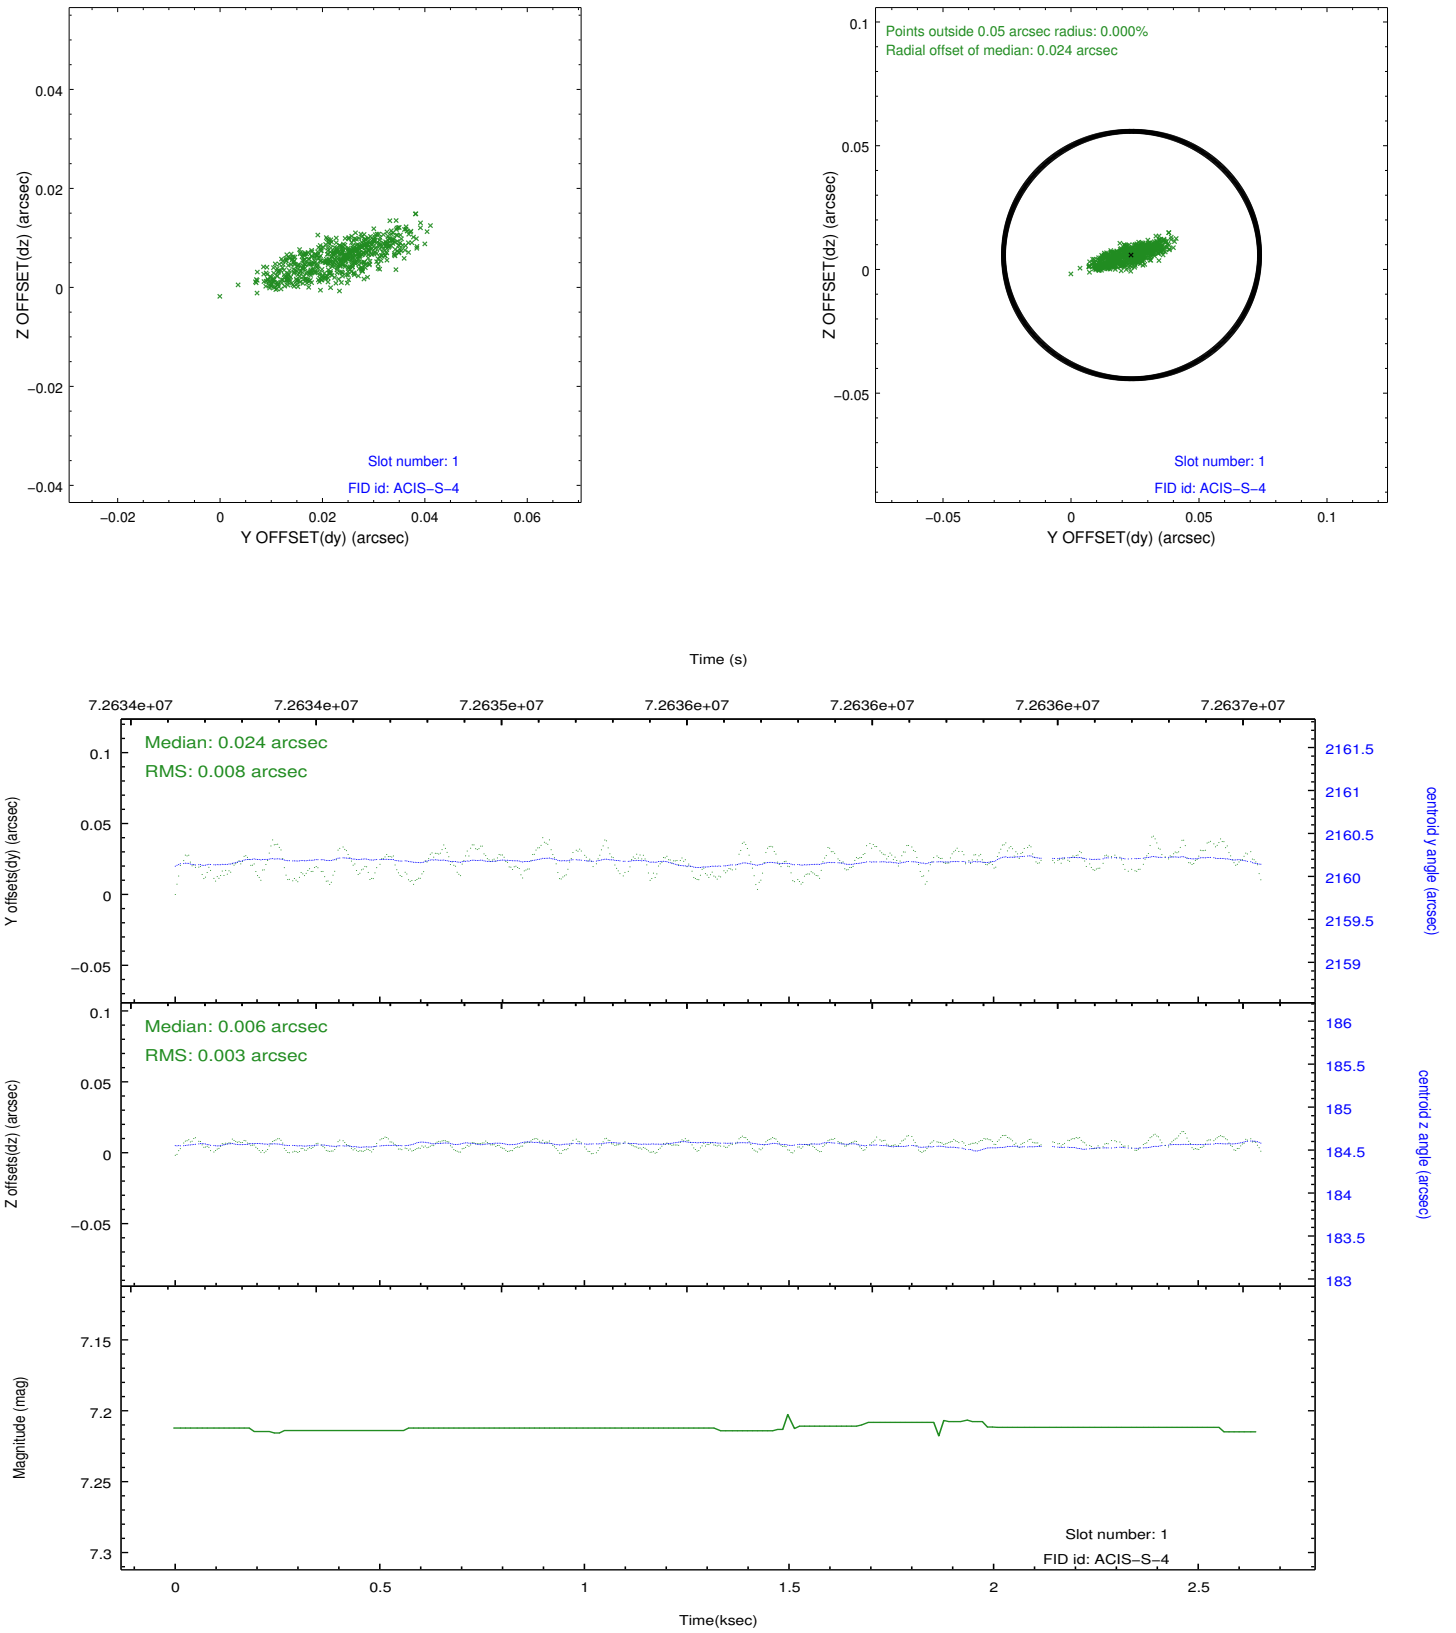 0.04
0.02
0
−0.02
−0.04
Z OFFSET(dz) (arcsec)
Slot number: 1
FID id: ACIS−S−4
−0.02 0 0.02 0.04 0.06
Y OFFSET(dy) (arcsec)
Points outside 0.05 arcsec radius: 0.000%
Radial offset of median: 0.024 arcsec
0.1
0.05
0
−0.05
Z OFFSET(dz) (arcsec)
Slot number: 1
FID id: ACIS−S−4
−0.05 0 0.05 0.1
Y OFFSET(dy) (arcsec)
Time (s)
7.2634e+07 7.2634e+07 7.2635e+07 7.2636e+07 7.2636e+07 7.2636e+07 7.2637e+07
Median: 0.024 arcsec
RMS: 0.008 arcsec
0.1
0.05
0
−0.05
Y offsets(dy) (arcsec)
2161.5
2161
2160.5
2160
2159.5
2159
centroid y angle (arcsec)
Median: 0.006 arcsec
RMS: 0.003 arcsec
0.1
0.05
0
−0.05
Z offsets(dz) (arcsec)
186
185.5
185
184.5
184
183.5
183
centroid z angle (arcsec)
7.15
7.2
7.25
7.3
Magnitude (mag)
Slot number: 1
FID id: ACIS−S−4
0 0.5 1 1.5 2 2.5
Time(ksec)